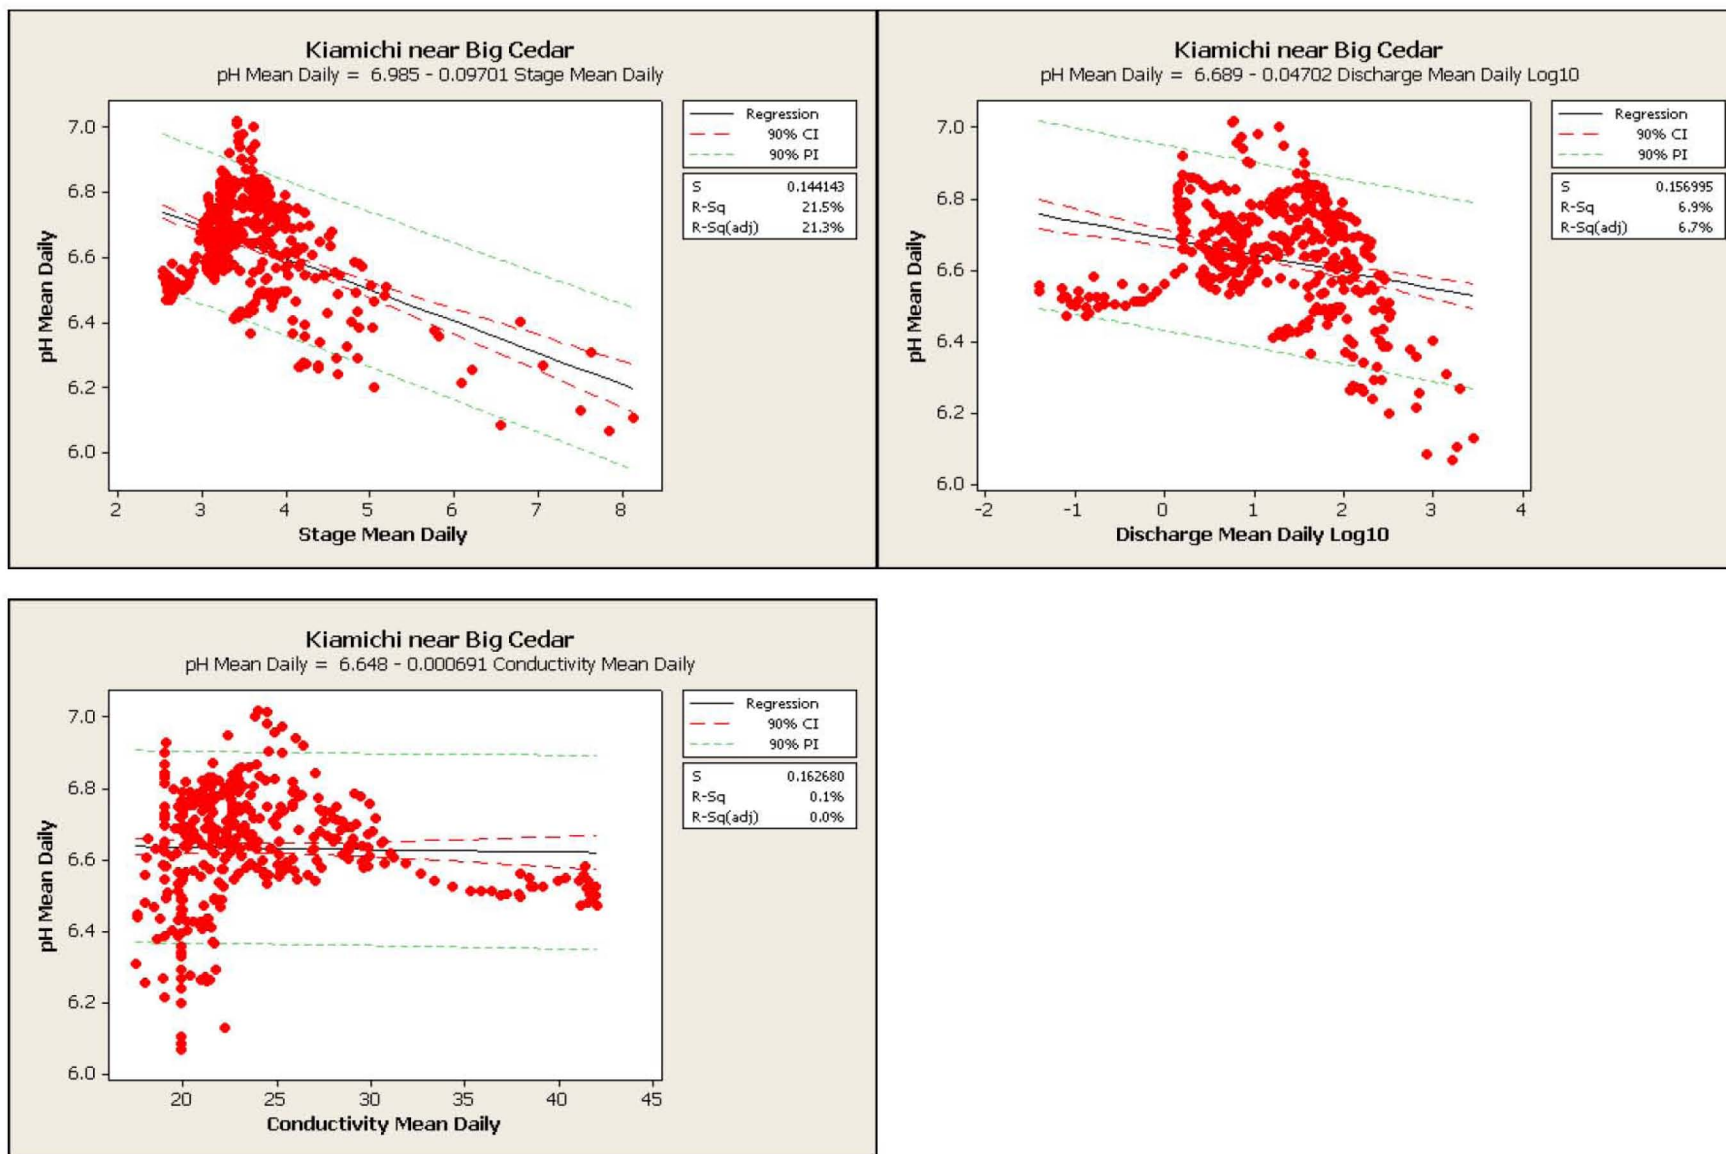 Kiamichi near Big Cedar
pH Mean Daily = 6.985 - 0.09701 Stage Mean Daily
7.0
6.8
6.6
6.4
6.2
6.0
pH Mean Daily
2 3 4 5 6 7 8
Stage Mean Daily
Regression
90% CI
90% PI
S 0.144143
R-Sq 21.5%
R-Sq(adj) 21.3%
Kiamichi near Big Cedar
pH Mean Daily = 6.689 - 0.04702 Discharge Mean Daily Log10
7.0
6.8
6.6
6.4
6.2
6.0
pH Mean Daily
-2 -1 0 1 2 3 4
Discharge Mean Daily Log10
Regression
90% CI
90% PI
S 0.156995
R-Sq 6.9%
R-Sq(adj) 6.7%
Kiamichi near Big Cedar
pH Mean Daily = 6.648 - 0.000691 Conductivity Mean Daily
7.0
6.8
6.6
6.4
6.2
6.0
pH Mean Daily
20 25 30 35 40 45
Conductivity Mean Daily
Regression
90% CI
90% PI
S 0.162680
R-Sq 0.1%
R-Sq(adj) 0.0%